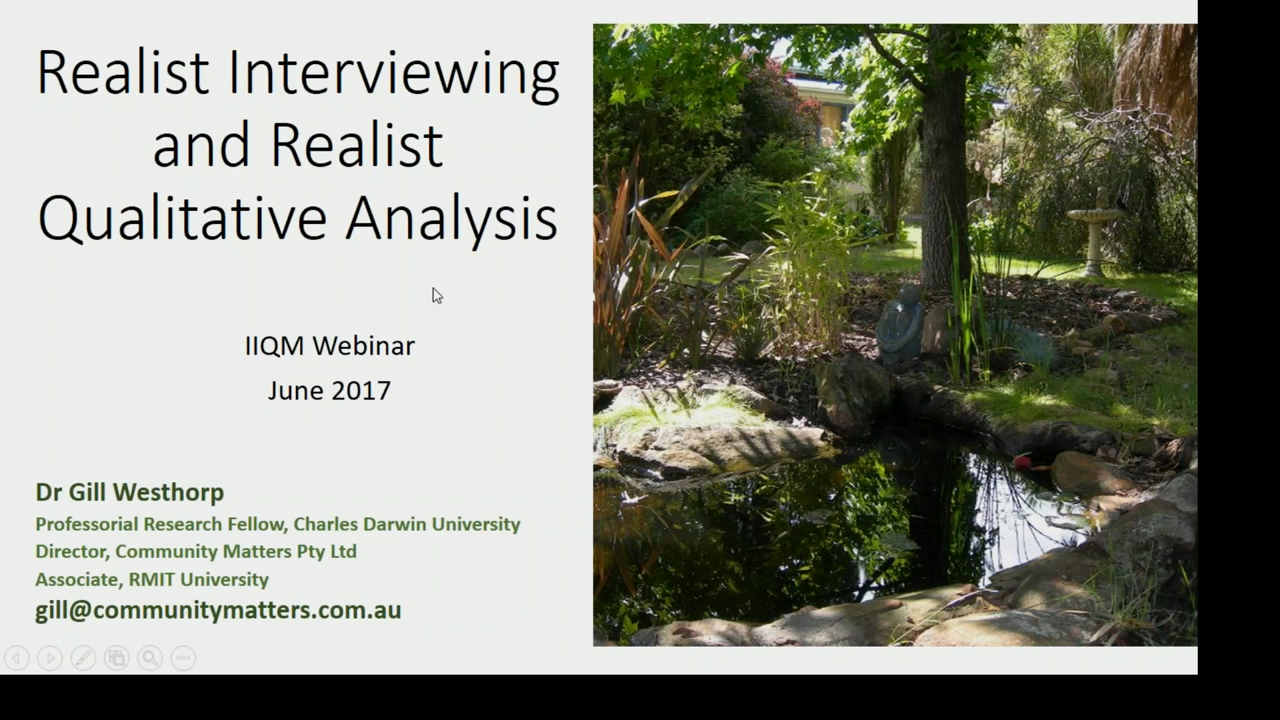 Realist Interviewing
and Realist
Qualitative Analysis
IIQM Webinar
June 2017
Dr Gill Westhorp
Professorial Research Fellow, Charles Darwin University
Director, Community Matters Pty Ltd
Associate, RMIT University
gill@communitymatters.com.au